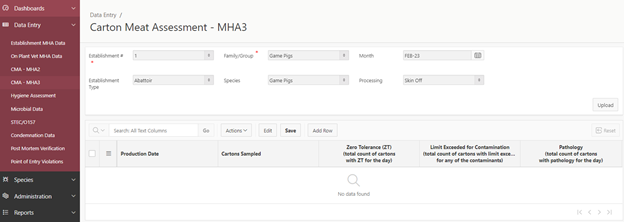 Dashboards
Data Entry
Establishment MHA Data
On Plant Vet MHA Data
CMA - MHA2
CMA - MHA3
Hygiene Assessment
Microbial Data
STEC/O157
Condemnation Data
Post Mortem Verification
Point of Entry Violations
Species
Administration
Reports
Data Entry /
Carton Meat Assessment - MHA3
Establishment # * 1 Family/Group * Game Pigs Month FEB-23
Establishment Type Abattoir Species Game Pigs Processing Skin Off
Upload
Search: All Text Columns Go Actions Edit Save Add Row Reset
Production Date
Cartons Sampled
Zero Tolerance (ZT)
(total count of cartons
with ZT for the day)
Limit Exceeded for Contamination
(total count of cartons with limit exce...
for any of the contaminants)
Pathology
(total count of cartons
with pathology for the day)
No data found